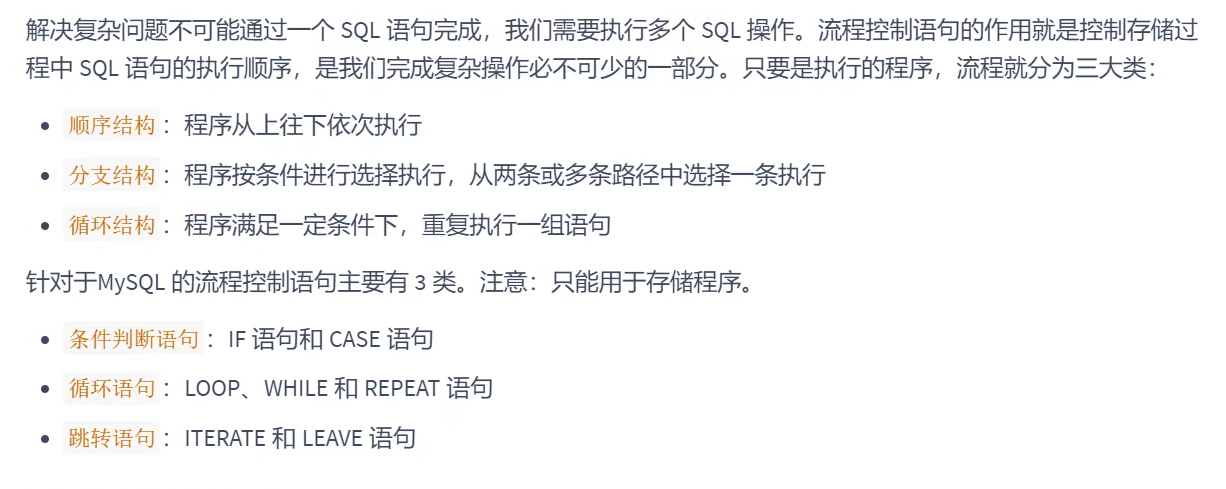 解决复杂问题不可能通过一个 SQL 语句完成，我们需要执行多个 SQL 操作。流程控制语句的作用就是控制存储过
程中 SQL 语句的执行顺序，是我们完成复杂操作必不可少的一部分。只要是执行的程序，流程就分为三大类：
• 顺序结构：程序从上往下依次执行
• 分支结构：程序按条件进行选择执行，从两条或多条路径中选择一条执行
• 循环结构：程序满足一定条件下，重复执行一组语句
针对于MySQL 的流程控制语句主要有 3 类。注意：只能用于存储程序。
• 条件判断语句：IF 语句和 CASE 语句
• 循环语句：LOOP、WHILE 和 REPEAT 语句
• 跳转语句：ITERATE 和 LEAVE 语句